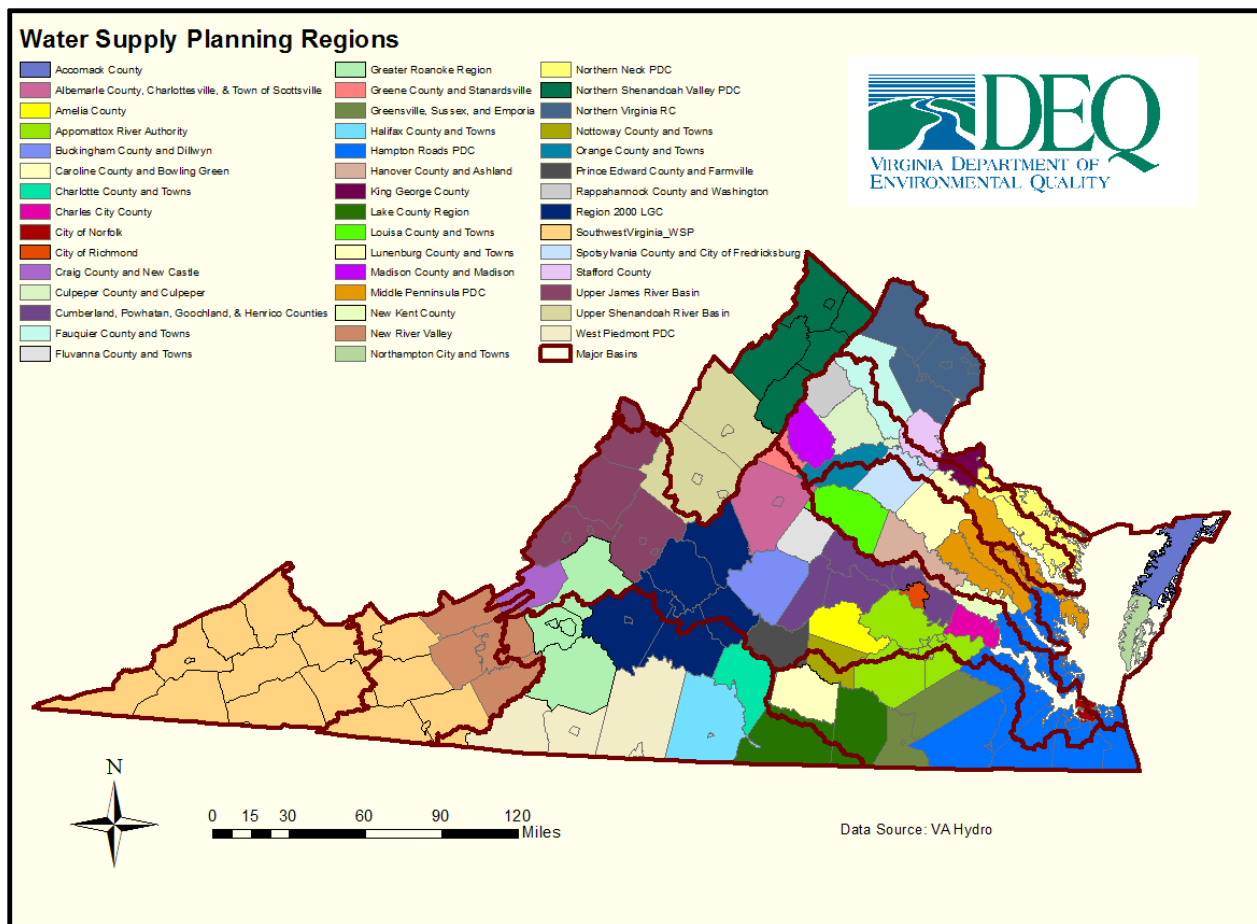 Water Supply Planning Regions
Accomack County
Albemarle County, Charlottesville, & Town of Scottsville
Amelia County
Appomattox River Authority
Buckingham County and Dillwyn
Caroline County and Bowling Green
Charlotte County and Towns
Charles City County
City of Norfolk
City of Richmond
Craig County and New Castle
Culpeper County and Culpeper
Cumberland, Powhatan, Goochland, & Henrico Counties
Fauquier County and Towns
Fluvanna County and Towns
Greater Roanoke Region
Greene County and Stanardsville
Greensville, Sussex, and Emporia
Halifax County and Towns
Hampton Roads PDC
Hanover County and Ashland
King George County
Lake County Region
Louisa County and Towns
Lunenburg County and Towns
Madison County and Madison
Middle Penninsula PDC
New Kent County
New River Valley
Northampton City and Towns
Northern Neck PDC
Northern Shenandoah Valley PDC
Northern Virginia RC
Nottoway County and Towns
Orange County and Towns
Prince Edward County and Farmville
Rappahannock County and Washington
Region 2000 LGC
SouthwestVirginia_WSP
Spotsylvania County and City of Fredricksburg
Stafford County
Upper James River Basin
Upper Shenandoah River Basin
West Piedmont PDC
Major Basins
DEQ
VIRGINIA DEPARTMENT OF
ENVIRONMENTAL QUALITY
N
0 15 30 60 90 120
Miles
Data Source: VA Hydro